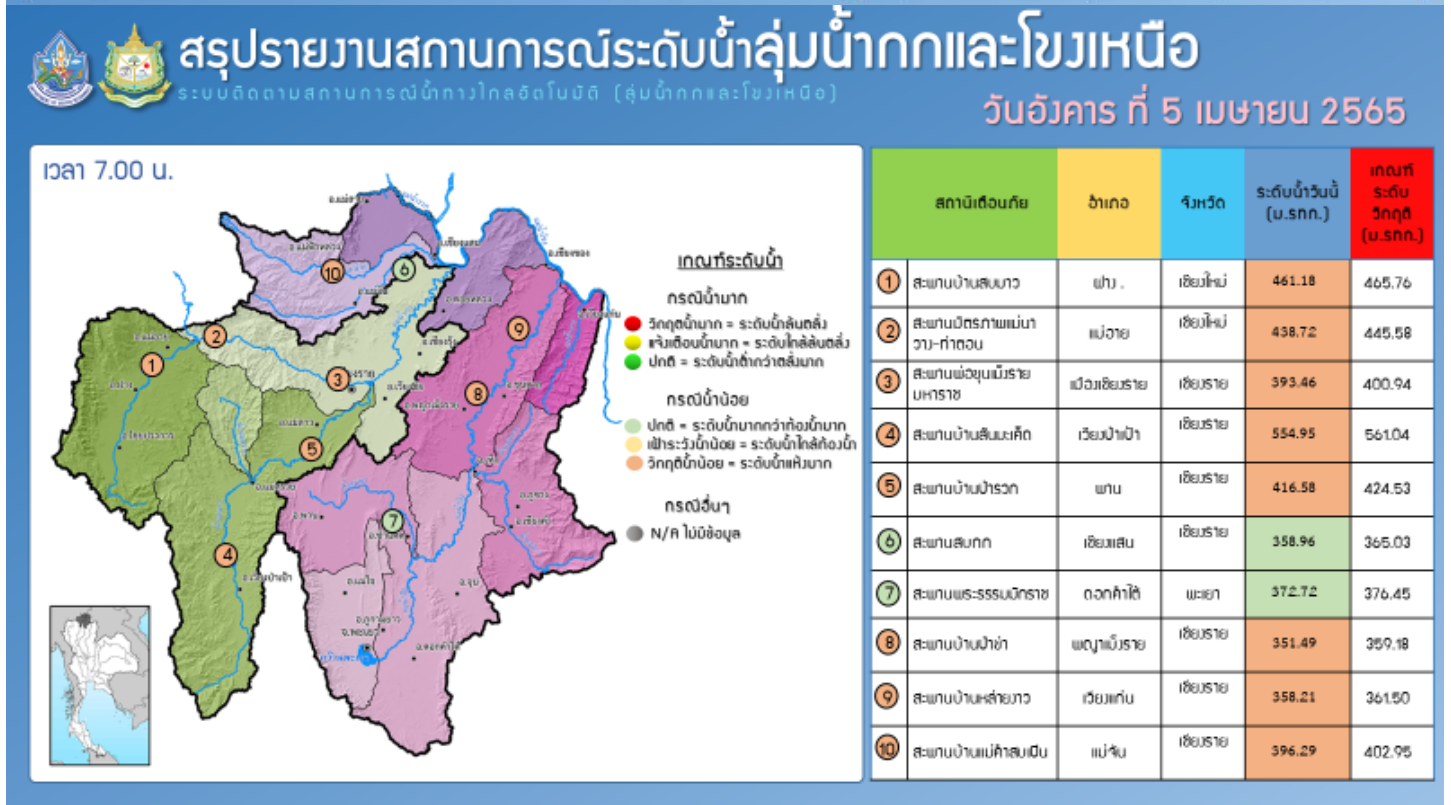 สรุปรายงานสถานการณ์ระดับน้ำลุ่มน้ำกกและโขงเหนือ
ระบบติดตามสถานการณ์น้ำทางไกลอัตโนมัติ (ลุ่มน้ำกกและโขงเหนือ)
วันอังคาร ที่ 5 เมษายน 2565
เวลา 7.00 น.
เกณฑ์ระดับน้ำ
กรณีน้ำมาก
วิกฤติน้ำมาก = ระดับน้ำล้นตลิ่ง
แจ้งเตือนน้ำมาก = ระดับใกล้ล้นตลิ่ง
ปกติ = ระดับน้ำต่ำกว่าตลิ่งมาก
กรณีน้ำน้อย
ปกติ = ระดับน้ำมากกว่าท้องน้ำมาก
เฝ้าระวังน้ำน้อย = ระดับน้ำใกล้ท้องน้ำ
วิกฤติน้ำน้อย = ระดับน้ำแห้งมาก
กรณีอื่นๆ
N/A ไม่มีข้อมูล
สถานีเตือนภัย อำเภอ จังหวัด ระดับน้ำวันนี้ (ม.รทก.) เกณฑ์ระดับวิกฤติ (ม.รทก.)
1 สะพานบ้านสบมาว ฝาง . เชียงใหม่ 461.18 465.76
2 สะพานมิตรภาพแม่นาวาง-ท่าตอน แม่อาย เชียงใหม่ 438.72 445.58
3 สะพานพ่อขุนเม็งรายมหาราช เมืองเชียงราย เชียงราย 393.46 400.94
4 สะพานบ้านสันมะเค็ด เวียงป่าเป้า เชียงราย 554.95 561.04
5 สะพานบ้านป่ารวก พาน เชียงราย 416.58 424.53
6 สะพานสบกก เชียงแสน เชียงราย 358.96 365.03
7 สะพานพระธรรมมิกราช ดอกคำใต้ พะเยา 372.72 376.45
8 สะพานบ้านป่าข่า พญาเม็งราย เชียงราย 351.49 359.18
9 สะพานบ้านหล่ายงาว เวียงแก่น เชียงราย 358.21 361.50
10 สะพานบ้านแม่คำสบเปิน แม่จัน เชียงราย 396.29 402.95